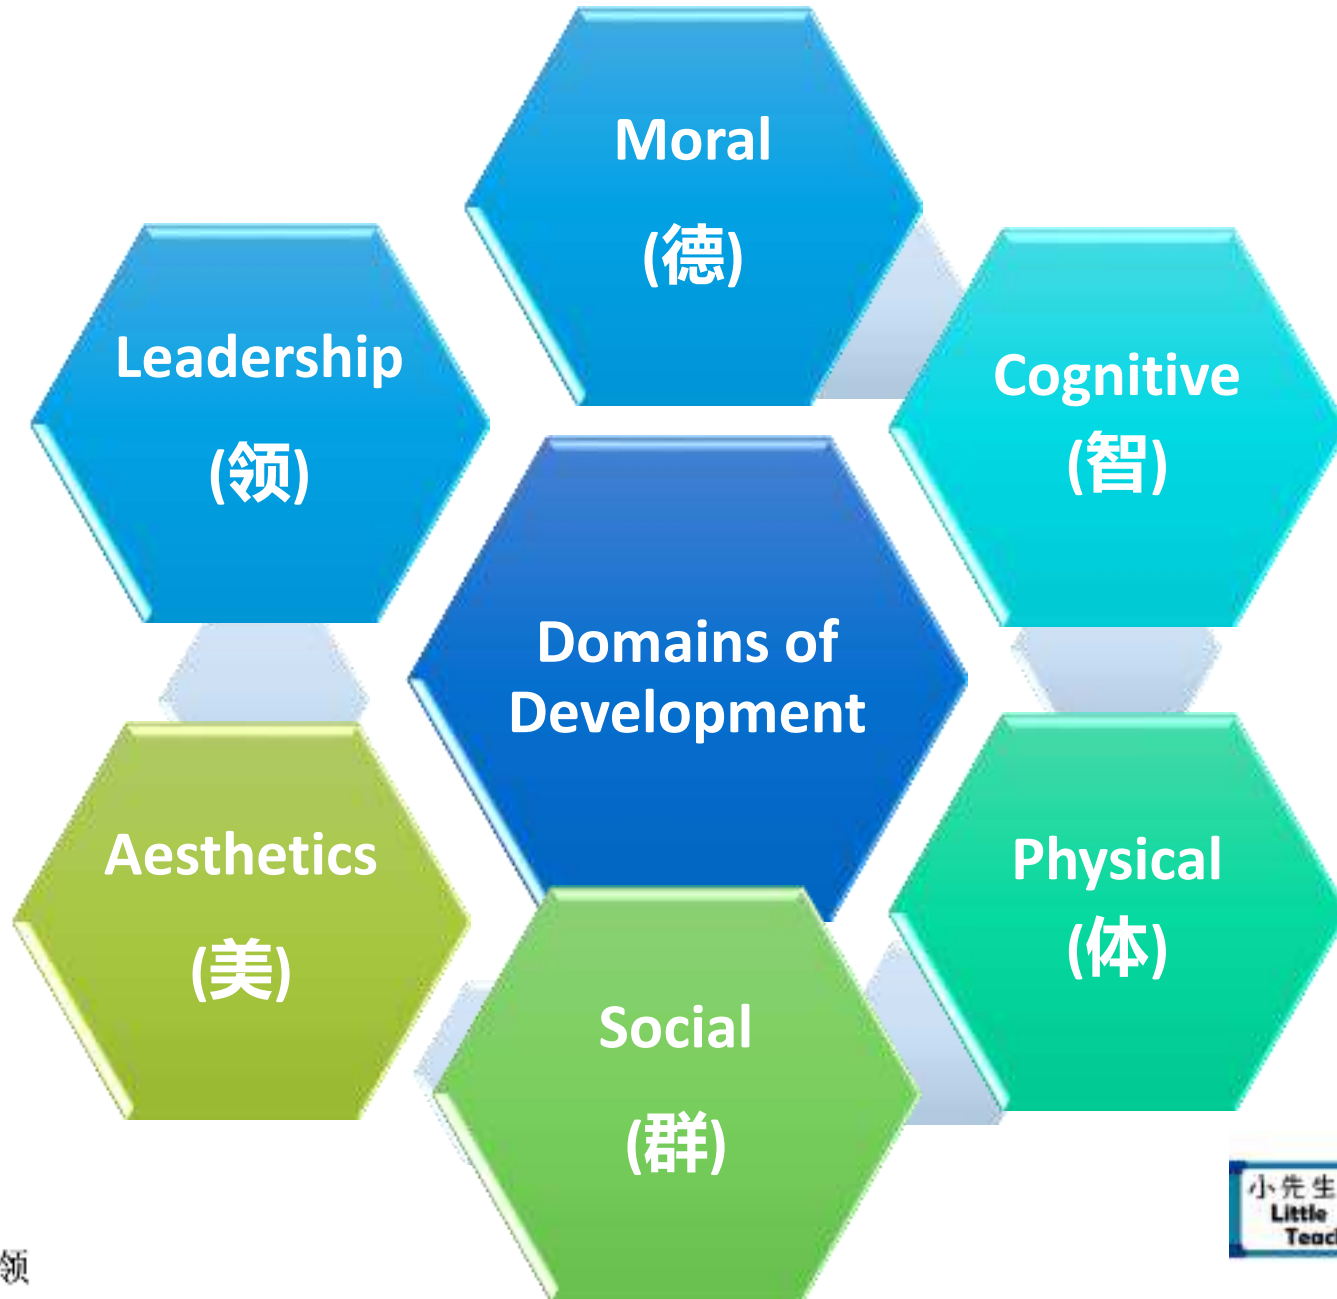 Moral
(德)
Leadership
(领)
Cognitive
(智)
Domains of
Development
Aesthetics
(美)
Physical
(体)
Social
(群)
小先生
Little
领